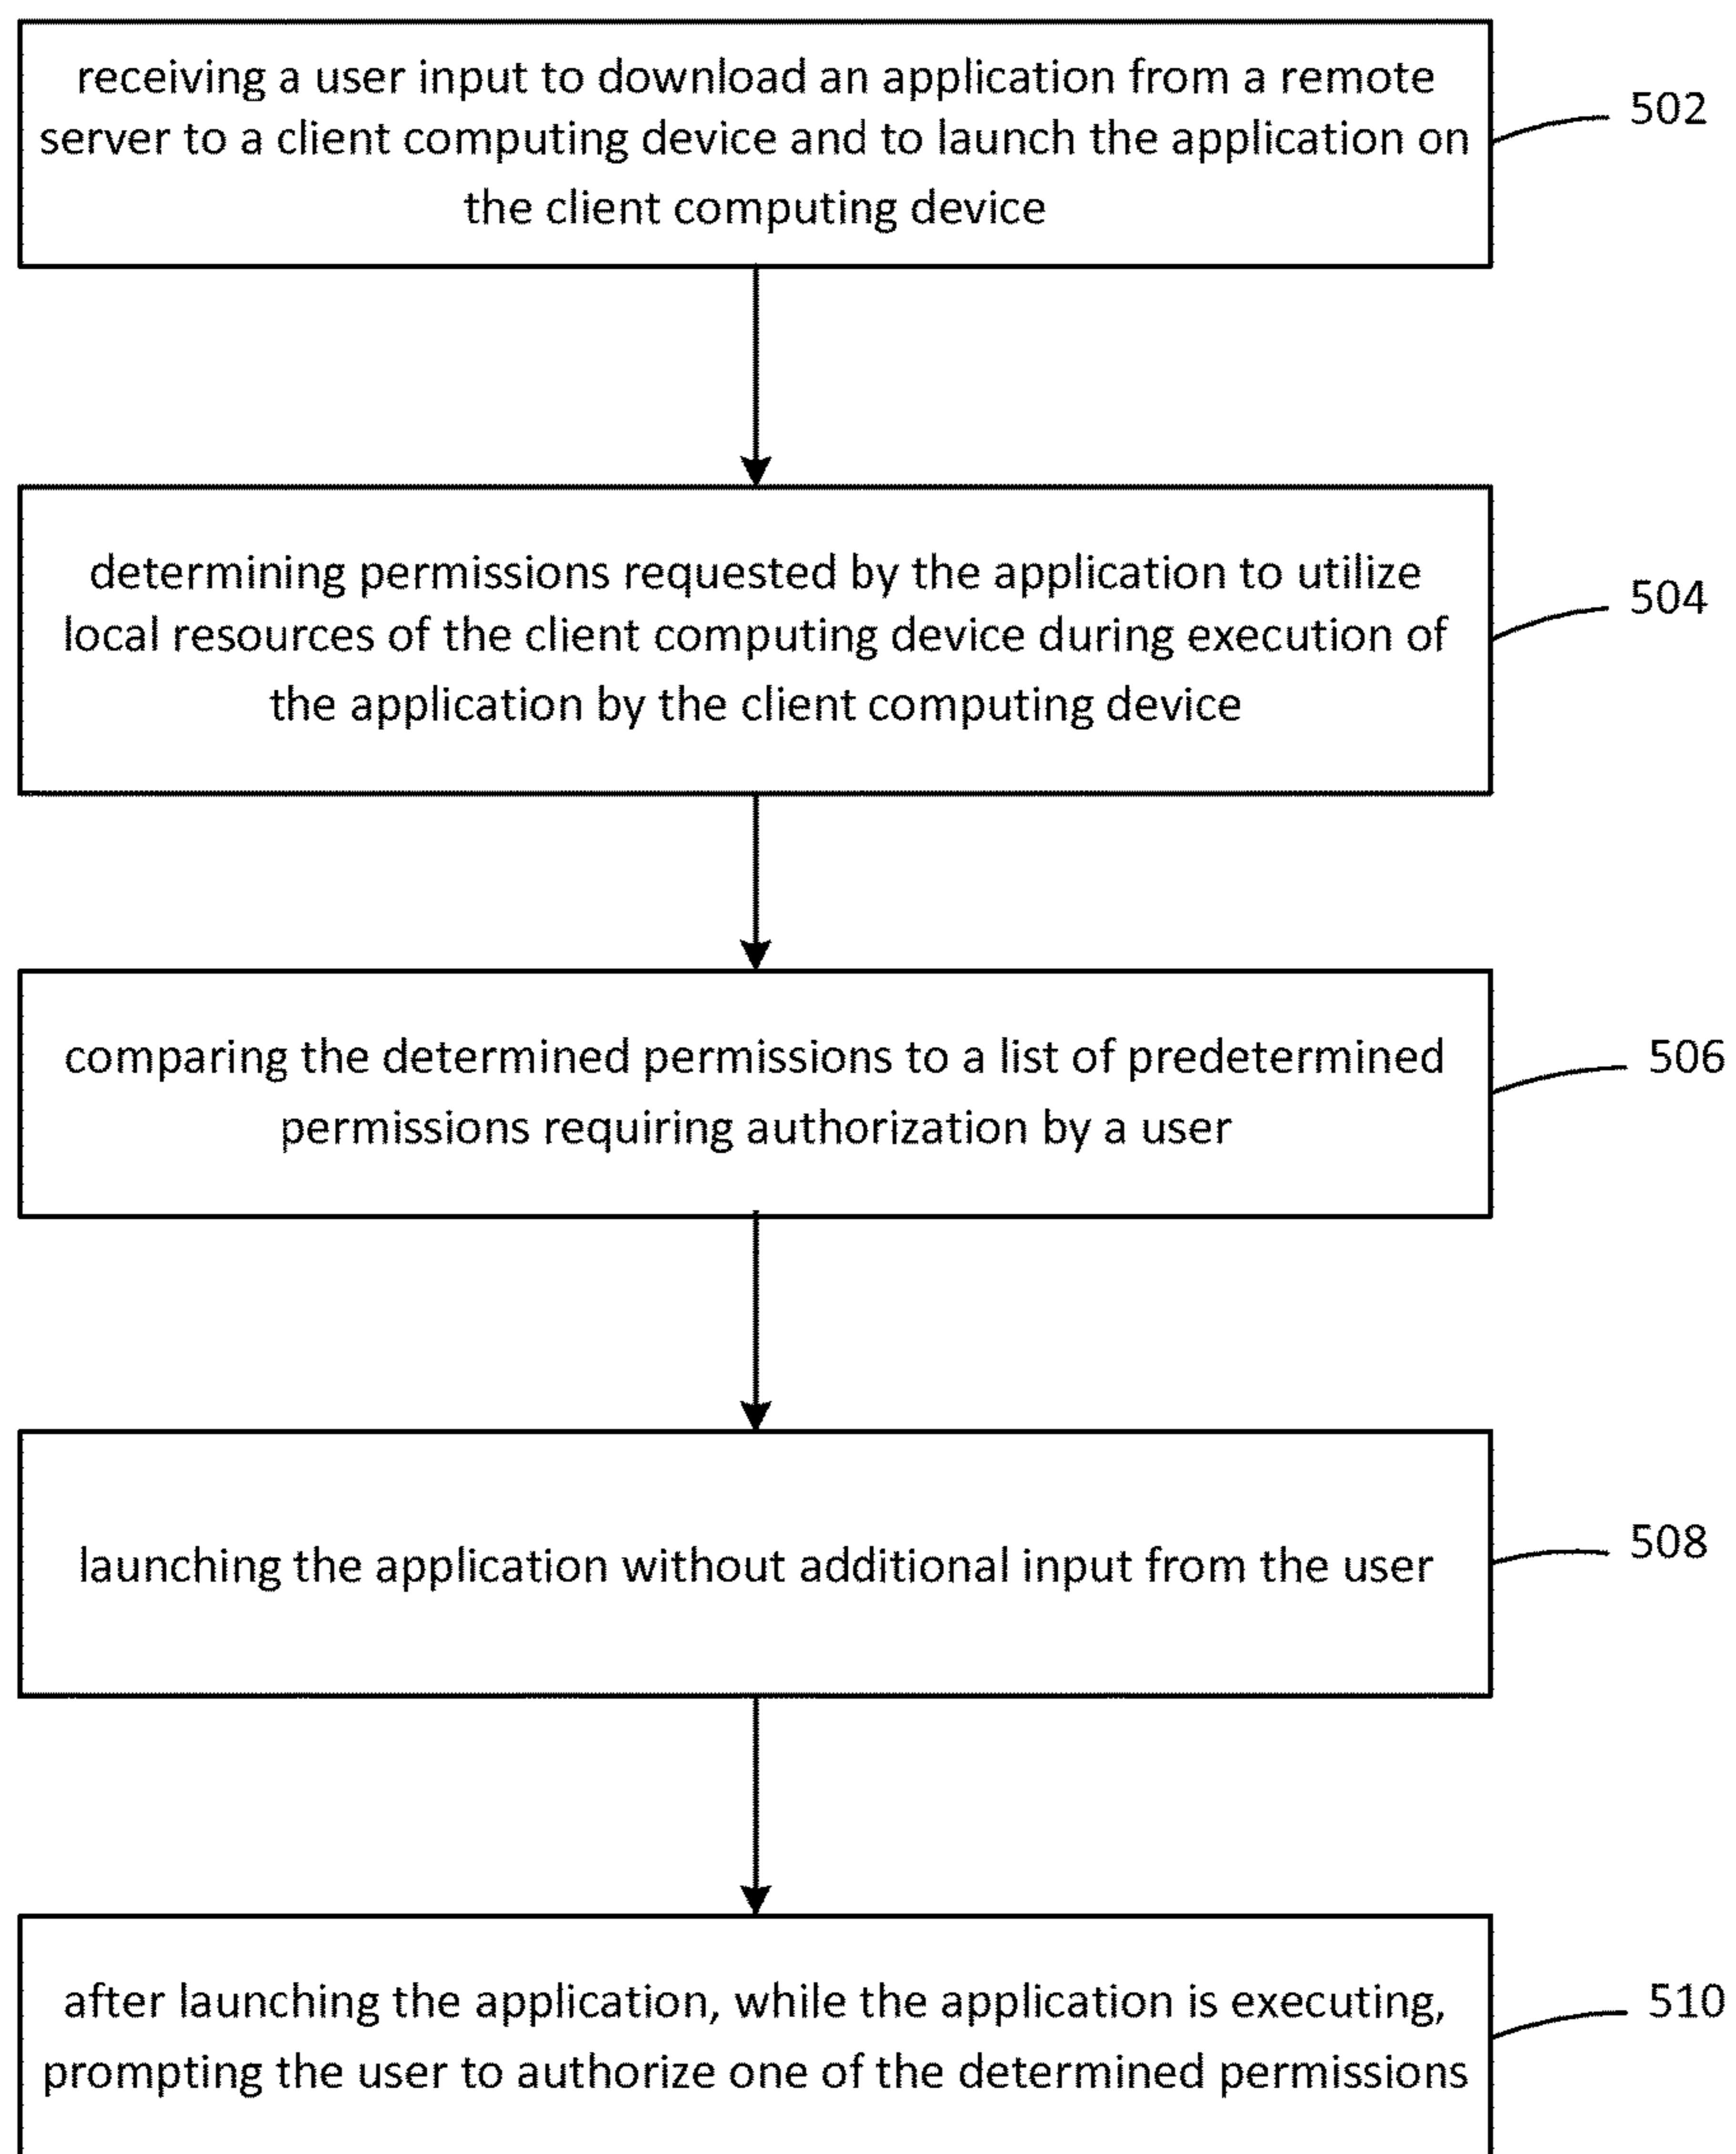 receiving a user input to download an application from a remote
server to a client computing device and to launch the application on
the client computing device
502
determining permissions requested by the application to utilize
local resources of the client computing device during execution of
the application by the client computing device
504
comparing the determined permissions to a list of predetermined
permissions requiring authorization by a user
506
launching the application without additional input from the user
508
after launching the application, while the application is executing,
prompting the user to authorize one of the determined permissions
510